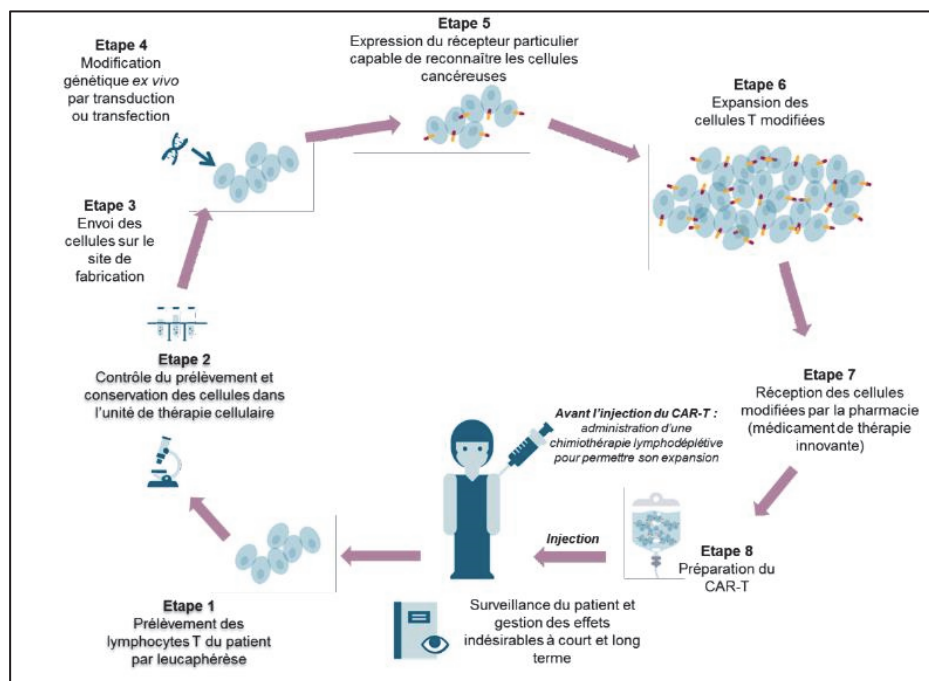 Etape 1
Prélèvement des
lymphocytes T du patient
par leucaphérèse
Etape 2
Contrôle du prélèvement et
conservation des cellules dans
l'unité de thérapie cellulaire
Etape 3
Envoi des
cellules sur le
site de
fabrication
Etape 4
Modification
génétique ex vivo
par transduction
ou transfection
Etape 5
Expression du récepteur particulier
capable de reconnaître les cellules
cancéreuses
Etape 6
Expansion des
cellules T modifiées
Etape 7
Réception des cellules
modifiées par la pharmacie
(médicament de thérapie
innovante)
Etape 8
Préparation du
CAR-T
Avant l'injection du CAR-T :
administration d'une
chimiothérapie lymphodéplétive
pour permettre son expansion
Injection
Surveillance du patient et
gestion des effets
indésirables à court et long
terme